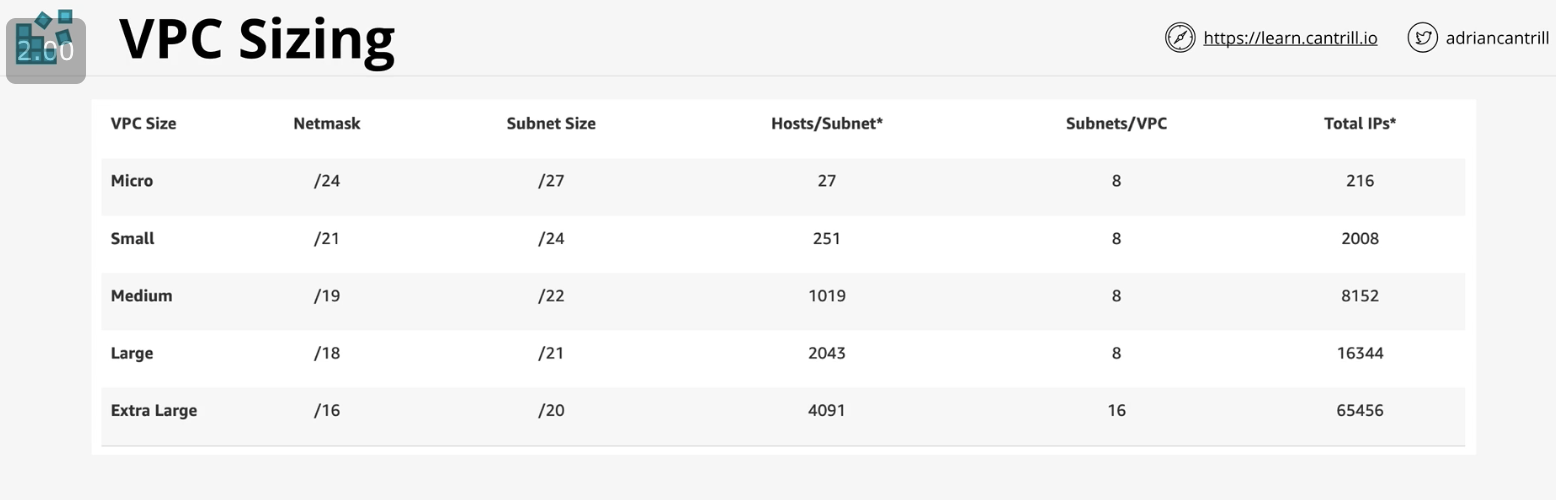 2.00
VPC Sizing
https://learn.cantrill.io
adriancantrill
VPC Size Netmask Subnet Size Hosts/Subnet* Subnets/VPC Total IPs*
Micro /24 /27 27 8 216
Small /21 /24 251 8 2008
Medium /19 /22 1019 8 8152
Large /18 /21 2043 8 16344
Extra Large /16 /20 4091 16 65456